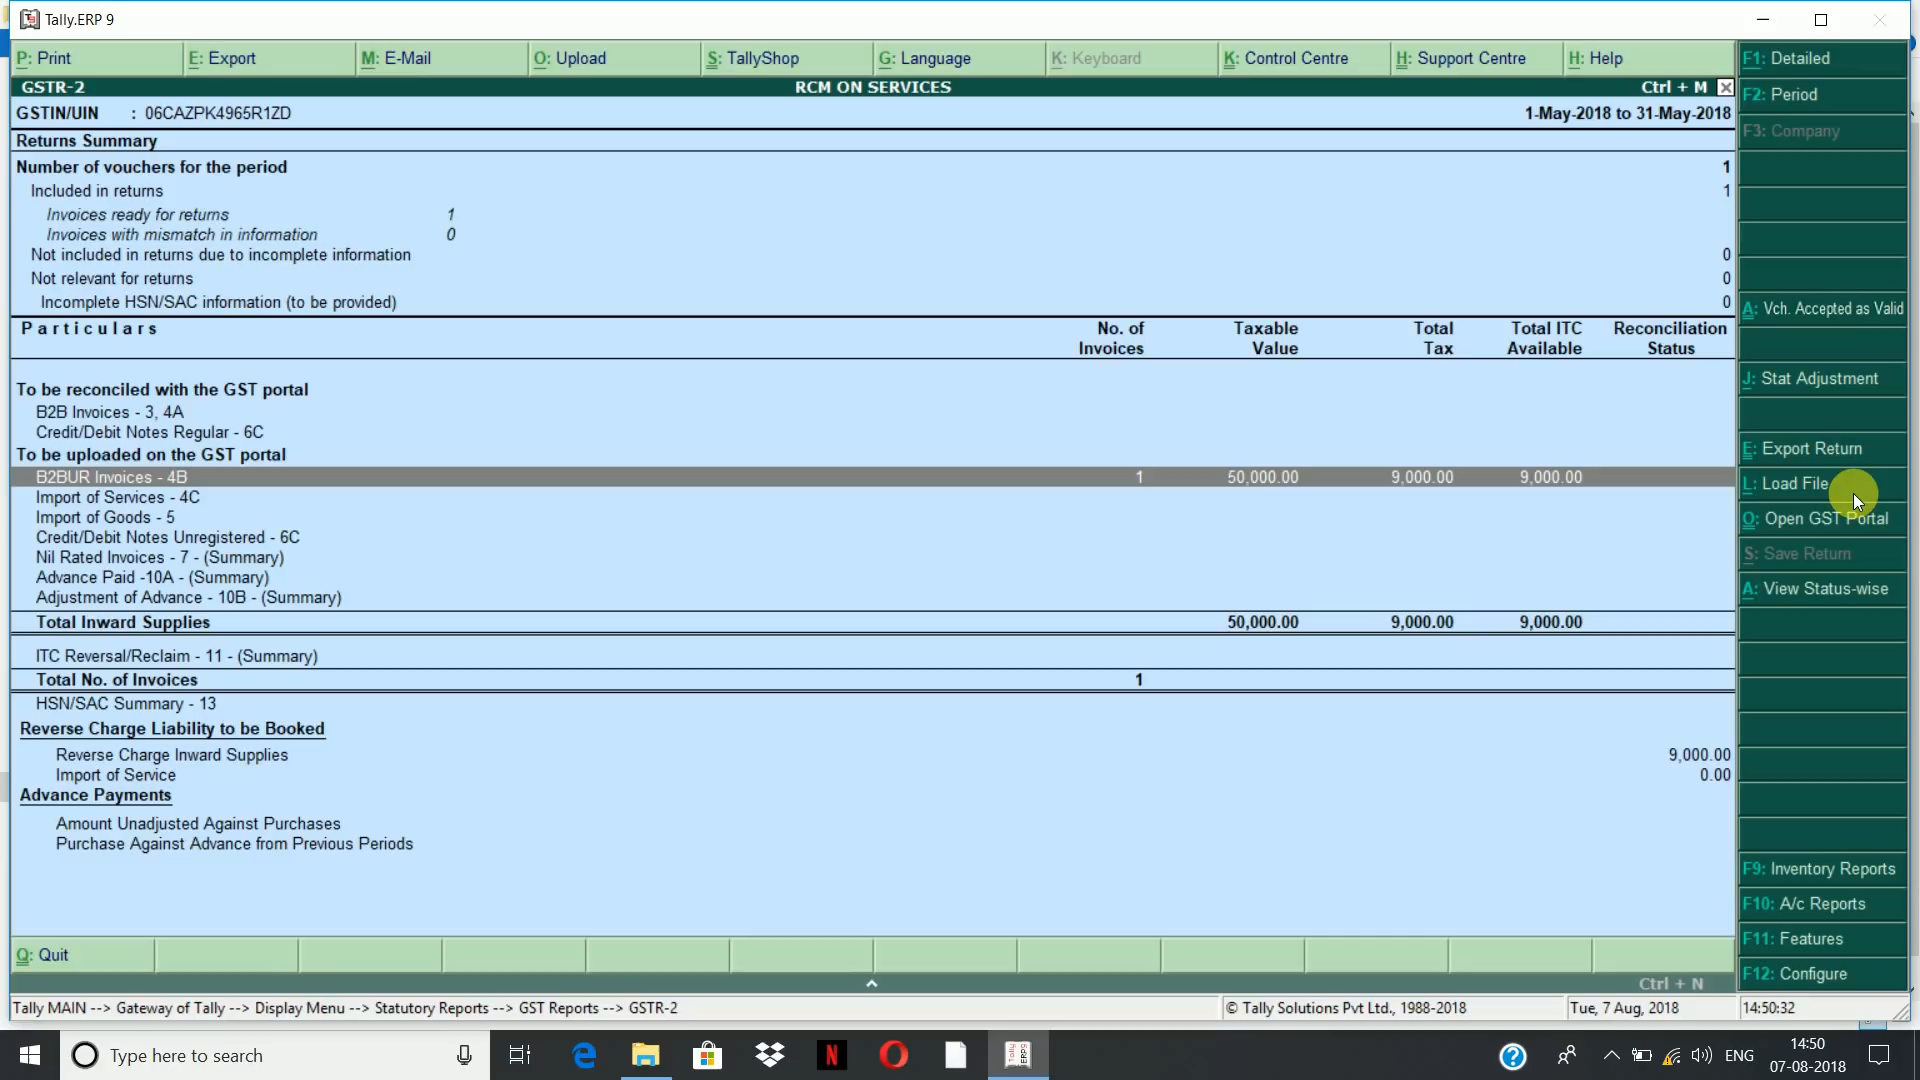 Tally.ERP 9
P: Print E: Export M: E-Mail O: Upload S: TallyShop G: Language K: Keyboard K: Control Centre H: Support Centre H: Help
GSTR-2 RCM ON SERVICES Ctrl + M
GSTIN/UIN : 06CAZPK4965R1ZD 1-May-2018 to 31-May-2018
Returns Summary
Number of vouchers for the period 1
Included in returns 1
Invoices ready for returns 1
Invoices with mismatch in information 0
Not included in returns due to incomplete information 0
Not relevant for returns 0
Incomplete HSN/SAC information (to be provided) 0
Particulars No. of Taxable Total Total ITC Reconciliation
Invoices Value Tax Available Status
To be reconciled with the GST portal
B2B Invoices - 3, 4A
Credit/Debit Notes Regular - 6C
To be uploaded on the GST portal
B2BUR Invoices - 4B 1 50,000.00 9,000.00 9,000.00
Import of Services - 4C
Import of Goods - 5
Credit/Debit Notes Unregistered - 6C
Nil Rated Invoices - 7 - (Summary)
Advance Paid -10A - (Summary)
Adjustment of Advance - 10B - (Summary)
Total Inward Supplies 50,000.00 9,000.00 9,000.00
ITC Reversal/Reclaim - 11 - (Summary)
Total No. of Invoices 1
HSN/SAC Summary - 13
Reverse Charge Liability to be Booked
Reverse Charge Inward Supplies 9,000.00
Import of Service 0.00
Advance Payments
Amount Unadjusted Against Purchases
Purchase Against Advance from Previous Periods
Q: Quit
Ctrl + N
F1: Detailed
F2: Period
F3: Company
A: Vch. Accepted as Valid
J: Stat Adjustment
E: Export Return
L: Load File
O: Open GST Portal
S: Save Return
A: View Status-wise
F9: Inventory Reports
F10: A/c Reports
F11: Features
F12: Configure
Tally MAIN --> Gateway of Tally --> Display Menu --> Statutory Reports --> GST Reports --> GSTR-2 © Tally Solutions Pvt Ltd., 1988-2018 Tue, 7 Aug, 2018 14:50:32
Type here to search
ENG
14:50
07-08-2018